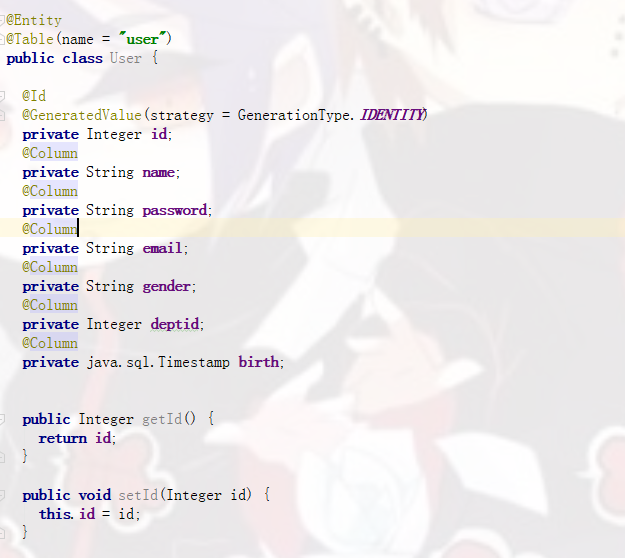 @Entity
@Table(name = "user")
public class User {
@Id
@GeneratedValue(strategy = GenerationType.IDENTITY)
private Integer id;
@Column
private String name;
@Column
private String password;
@Column
private String email;
@Column
private String gender;
@Column
private Integer deptid;
@Column
private java.sql.Timestamp birth;
public Integer getId() {
return id;
}
public void setId(Integer id) {
this.id = id;
}